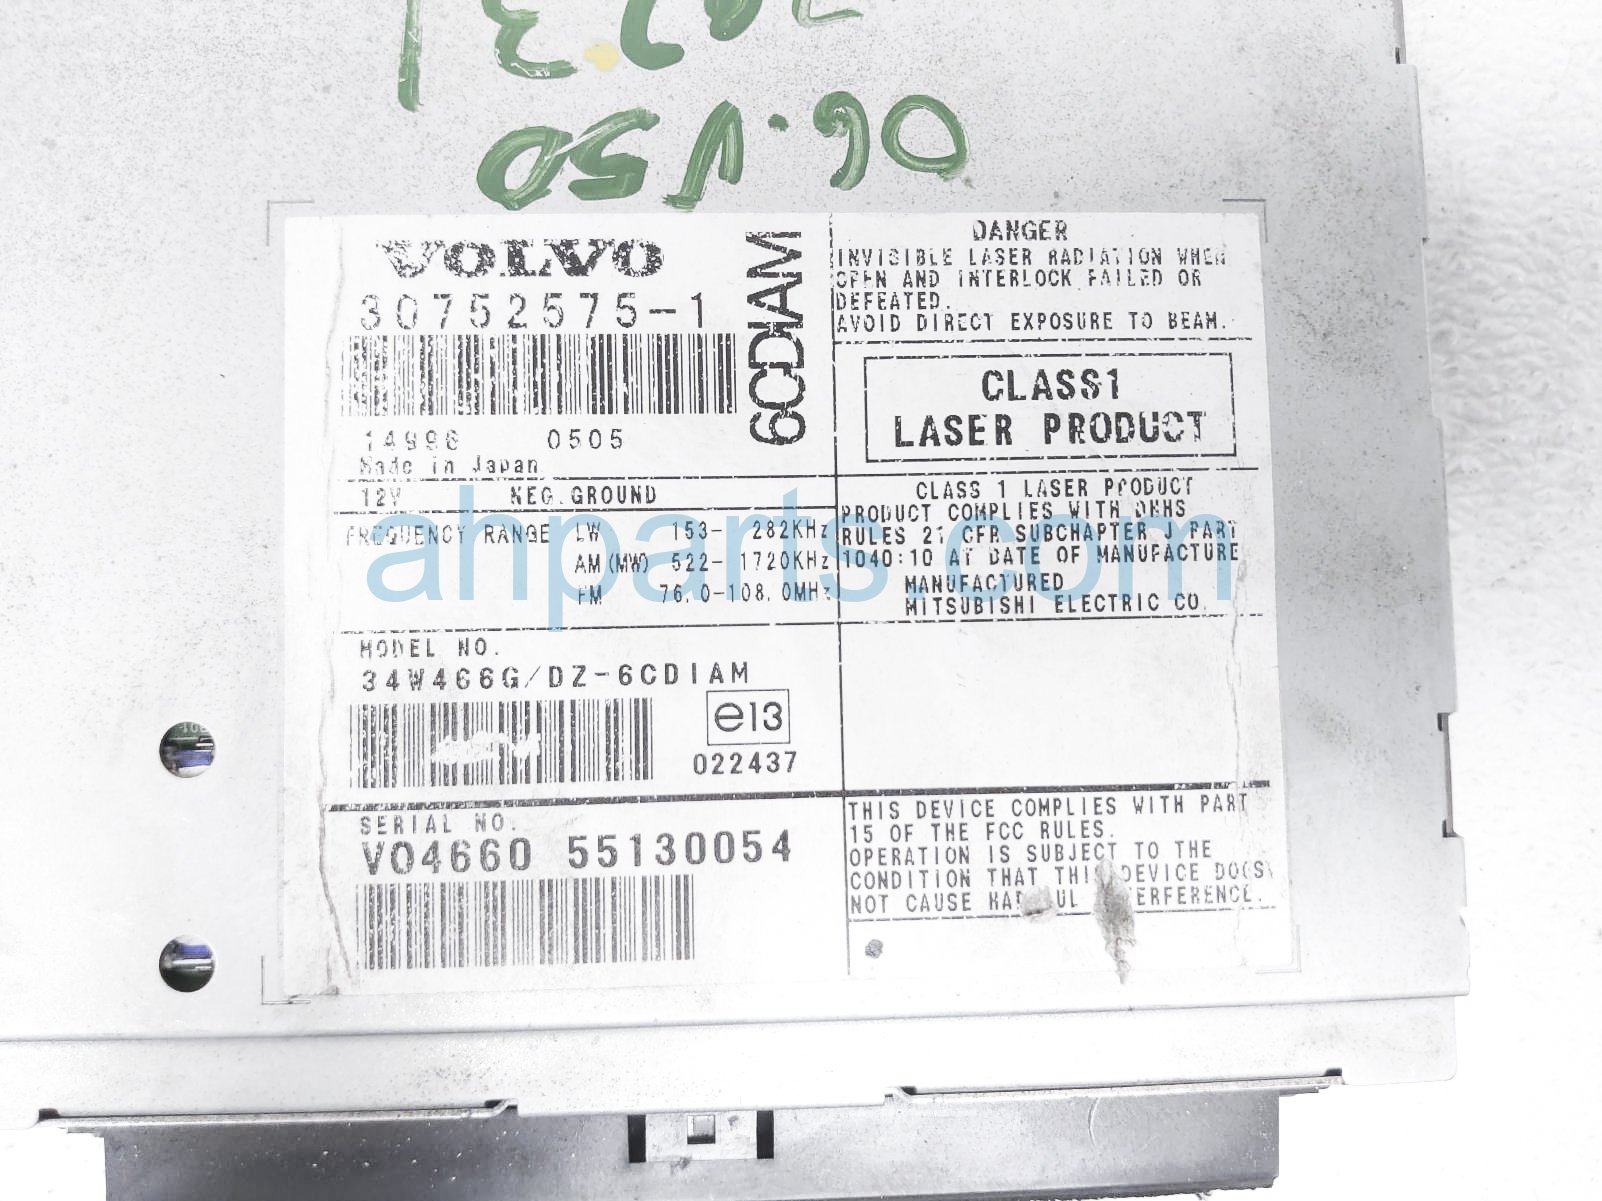 06.V50
VOLVO
30752575-1
6CDIAM
14996 0505
Made in Japan
12V NEG.GROUND
FREQUENCY RANGE LW 153- 282KHz
AM(MW) 522- 1720KHz
FM 76.0-108.0MHz
MODEL NO.
34W466G/DZ-6CDIAM
e13
022437
SERIAL NO.
VO4660 55130054
DANGER
INVISIBLE LASER RADIATION WHEN
OPEN AND INTERLOCK FAILED OR
DEFEATED.
AVOID DIRECT EXPOSURE TO BEAM.
CLASS1
LASER PRODUCT
CLASS 1 LASER PRODUCT
PRODUCT COMPLIES WITH DHHS
RULES 21 CFR SUBCHAPTER J PART
1040:10 AT DATE OF MANUFACTURE
MANUFACTURED
MITSUBISHI ELECTRIC CO.
THIS DEVICE COMPLIES WITH PART
15 OF THE FCC RULES.
OPERATION IS SUBJECT TO THE
CONDITION THAT THIS DEVICE DOES
NOT CAUSE HARMFUL INTERFERENCE.
ahparts.com